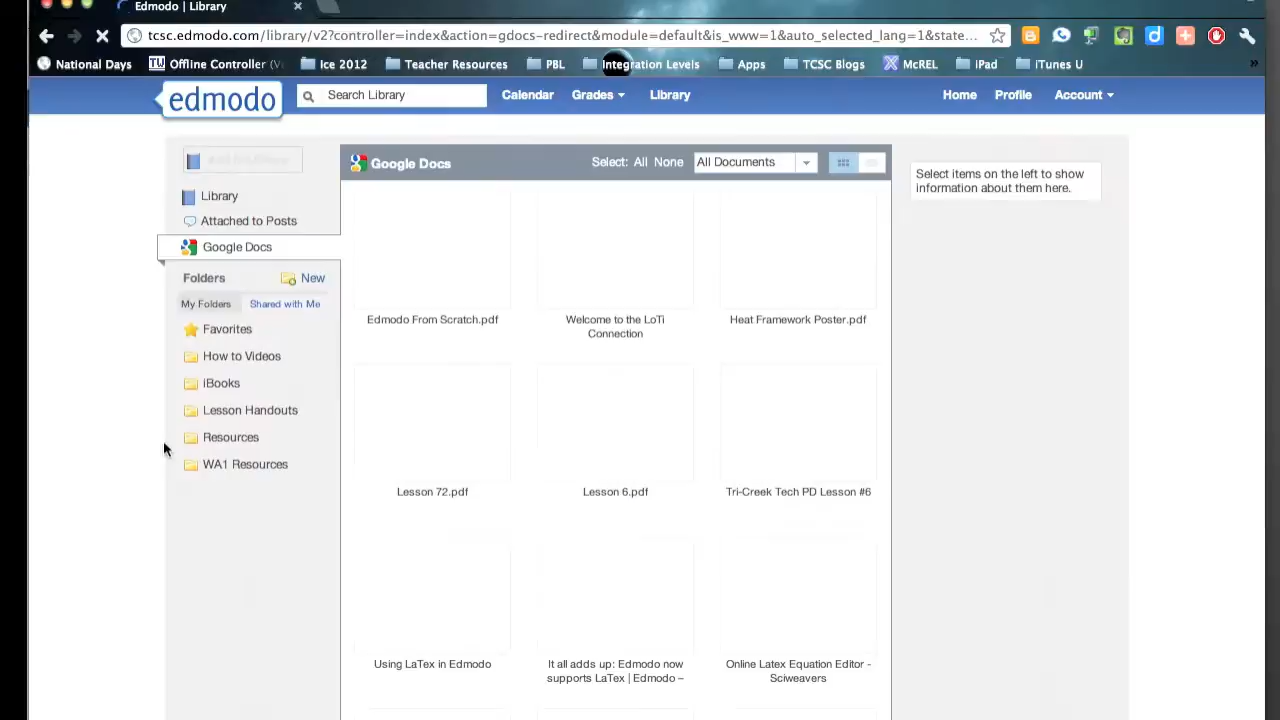 Edmodo | Library
tcsc.edmodo.com/library/v2?controller=index&action=gdocs-redirect&module=default&is_www=1&auto_selected_lang=1&state...
National Days
Offline Controller (V
Ice 2012
Teacher Resources
PBL
Integration Levels
Apps
TCSC Blogs
McREL
iPad
iTunes U
»
edmodo
Search Library
Calendar
Grades
Library
Home
Profile
Account
Google Docs
Select: All None
All Documents
Select items on the left to show
information about them here.
Library
Attached to Posts
Google Docs
Folders
New
My Folders
Shared with Me
Favorites
How to Videos
iBooks
Lesson Handouts
Resources
WA1 Resources
Edmodo From Scratch.pdf
Welcome to the LoTi
Connection
Heat Framework Poster.pdf
Lesson 72.pdf
Lesson 6.pdf
Tri-Creek Tech PD Lesson #6
Using LaTex in Edmodo
It all adds up: Edmodo now
supports LaTex | Edmodo –
Online Latex Equation Editor -
Sciweavers